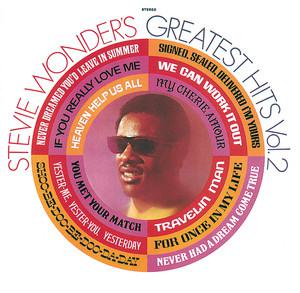 STEREO
STEVIE WONDER'S GREATEST HITS Vol. 2
NEVER DREAMED YOU'D LEAVE IN SUMMER
SIGNED, SEALED, DELIVERED I'M YOURS
IF YOU REALLY LOVE ME
WE CAN WORK IT OUT
HEAVEN HELP US ALL
MY CHERIE AMOUR
YOU MET YOUR MATCH
TRAVELIN' MAN
YESTER-ME, YESTER-YOU, YESTERDAY
FOR ONCE IN MY LIFE
SHOO-BE-DOO-BE-DOO-DA-DAY
NEVER HAD A DREAM COME TRUE